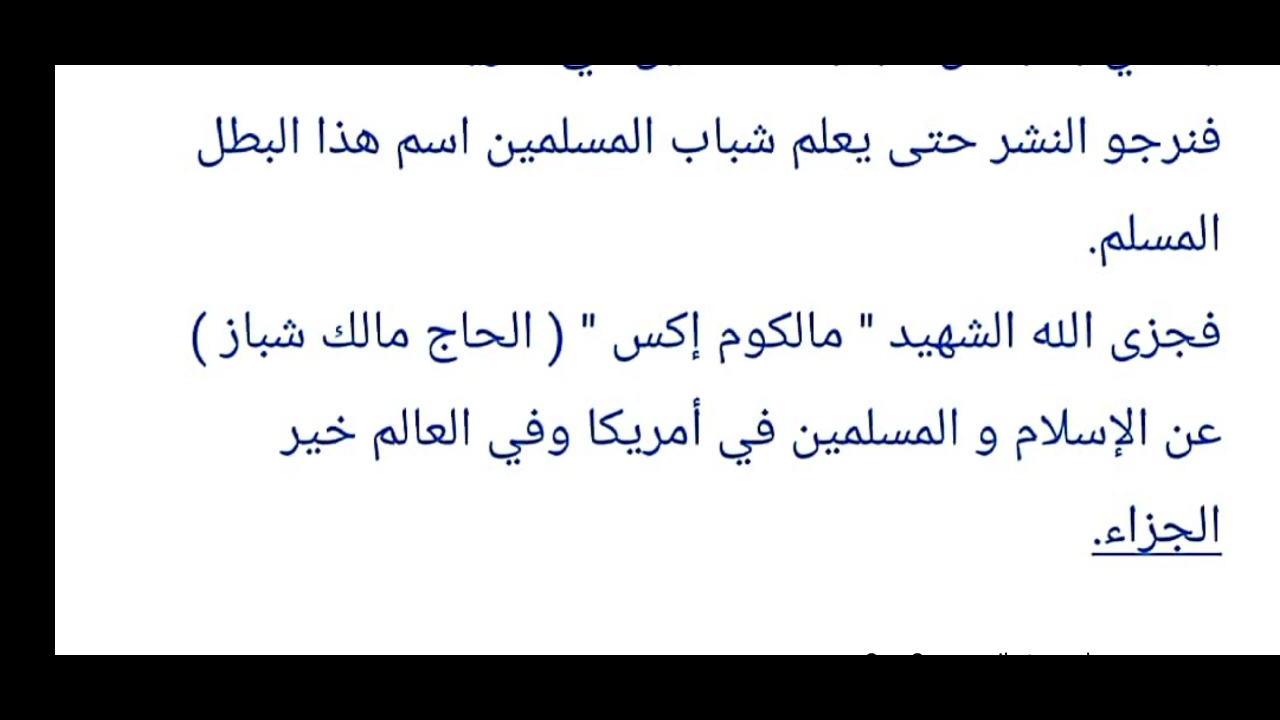 فنرجو النشر حتى يعلم شباب المسلمين اسم هذا البطل
المسلم.
فجزى الله الشهيد " مالكوم إكس " ( الحاج مالك شباز )
عن الإسلام و المسلمين في أمريكا وفي العالم خير
الجزاء.